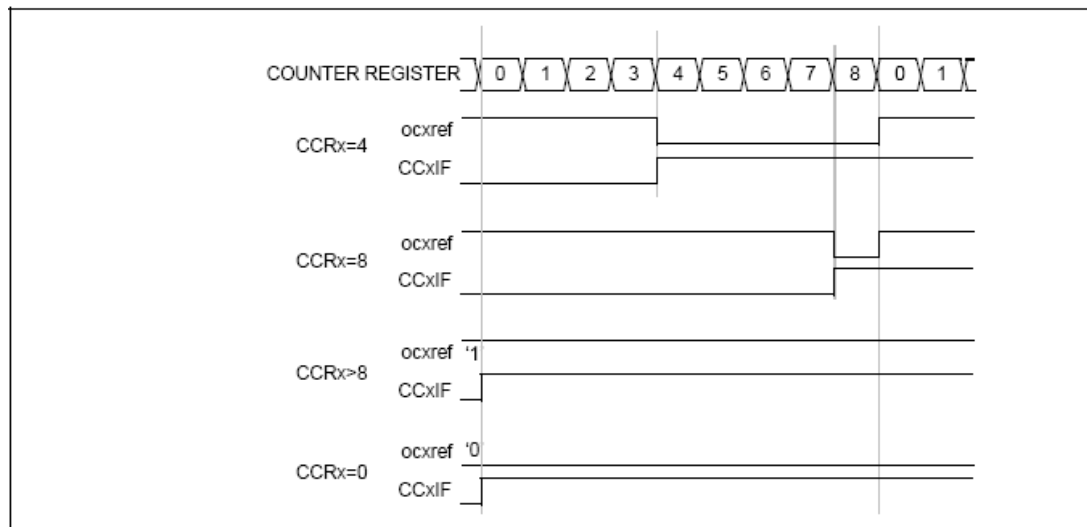 COUNTER REGISTER 0 1 2 3 4 5 6 7 8 0 1
CCRx=4
ocxref
CCxIF
CCRx=8
ocxref
CCxIF
CCRx>8
ocxref '1'
CCxIF
CCRx=0
ocxref '0'
CCxIF